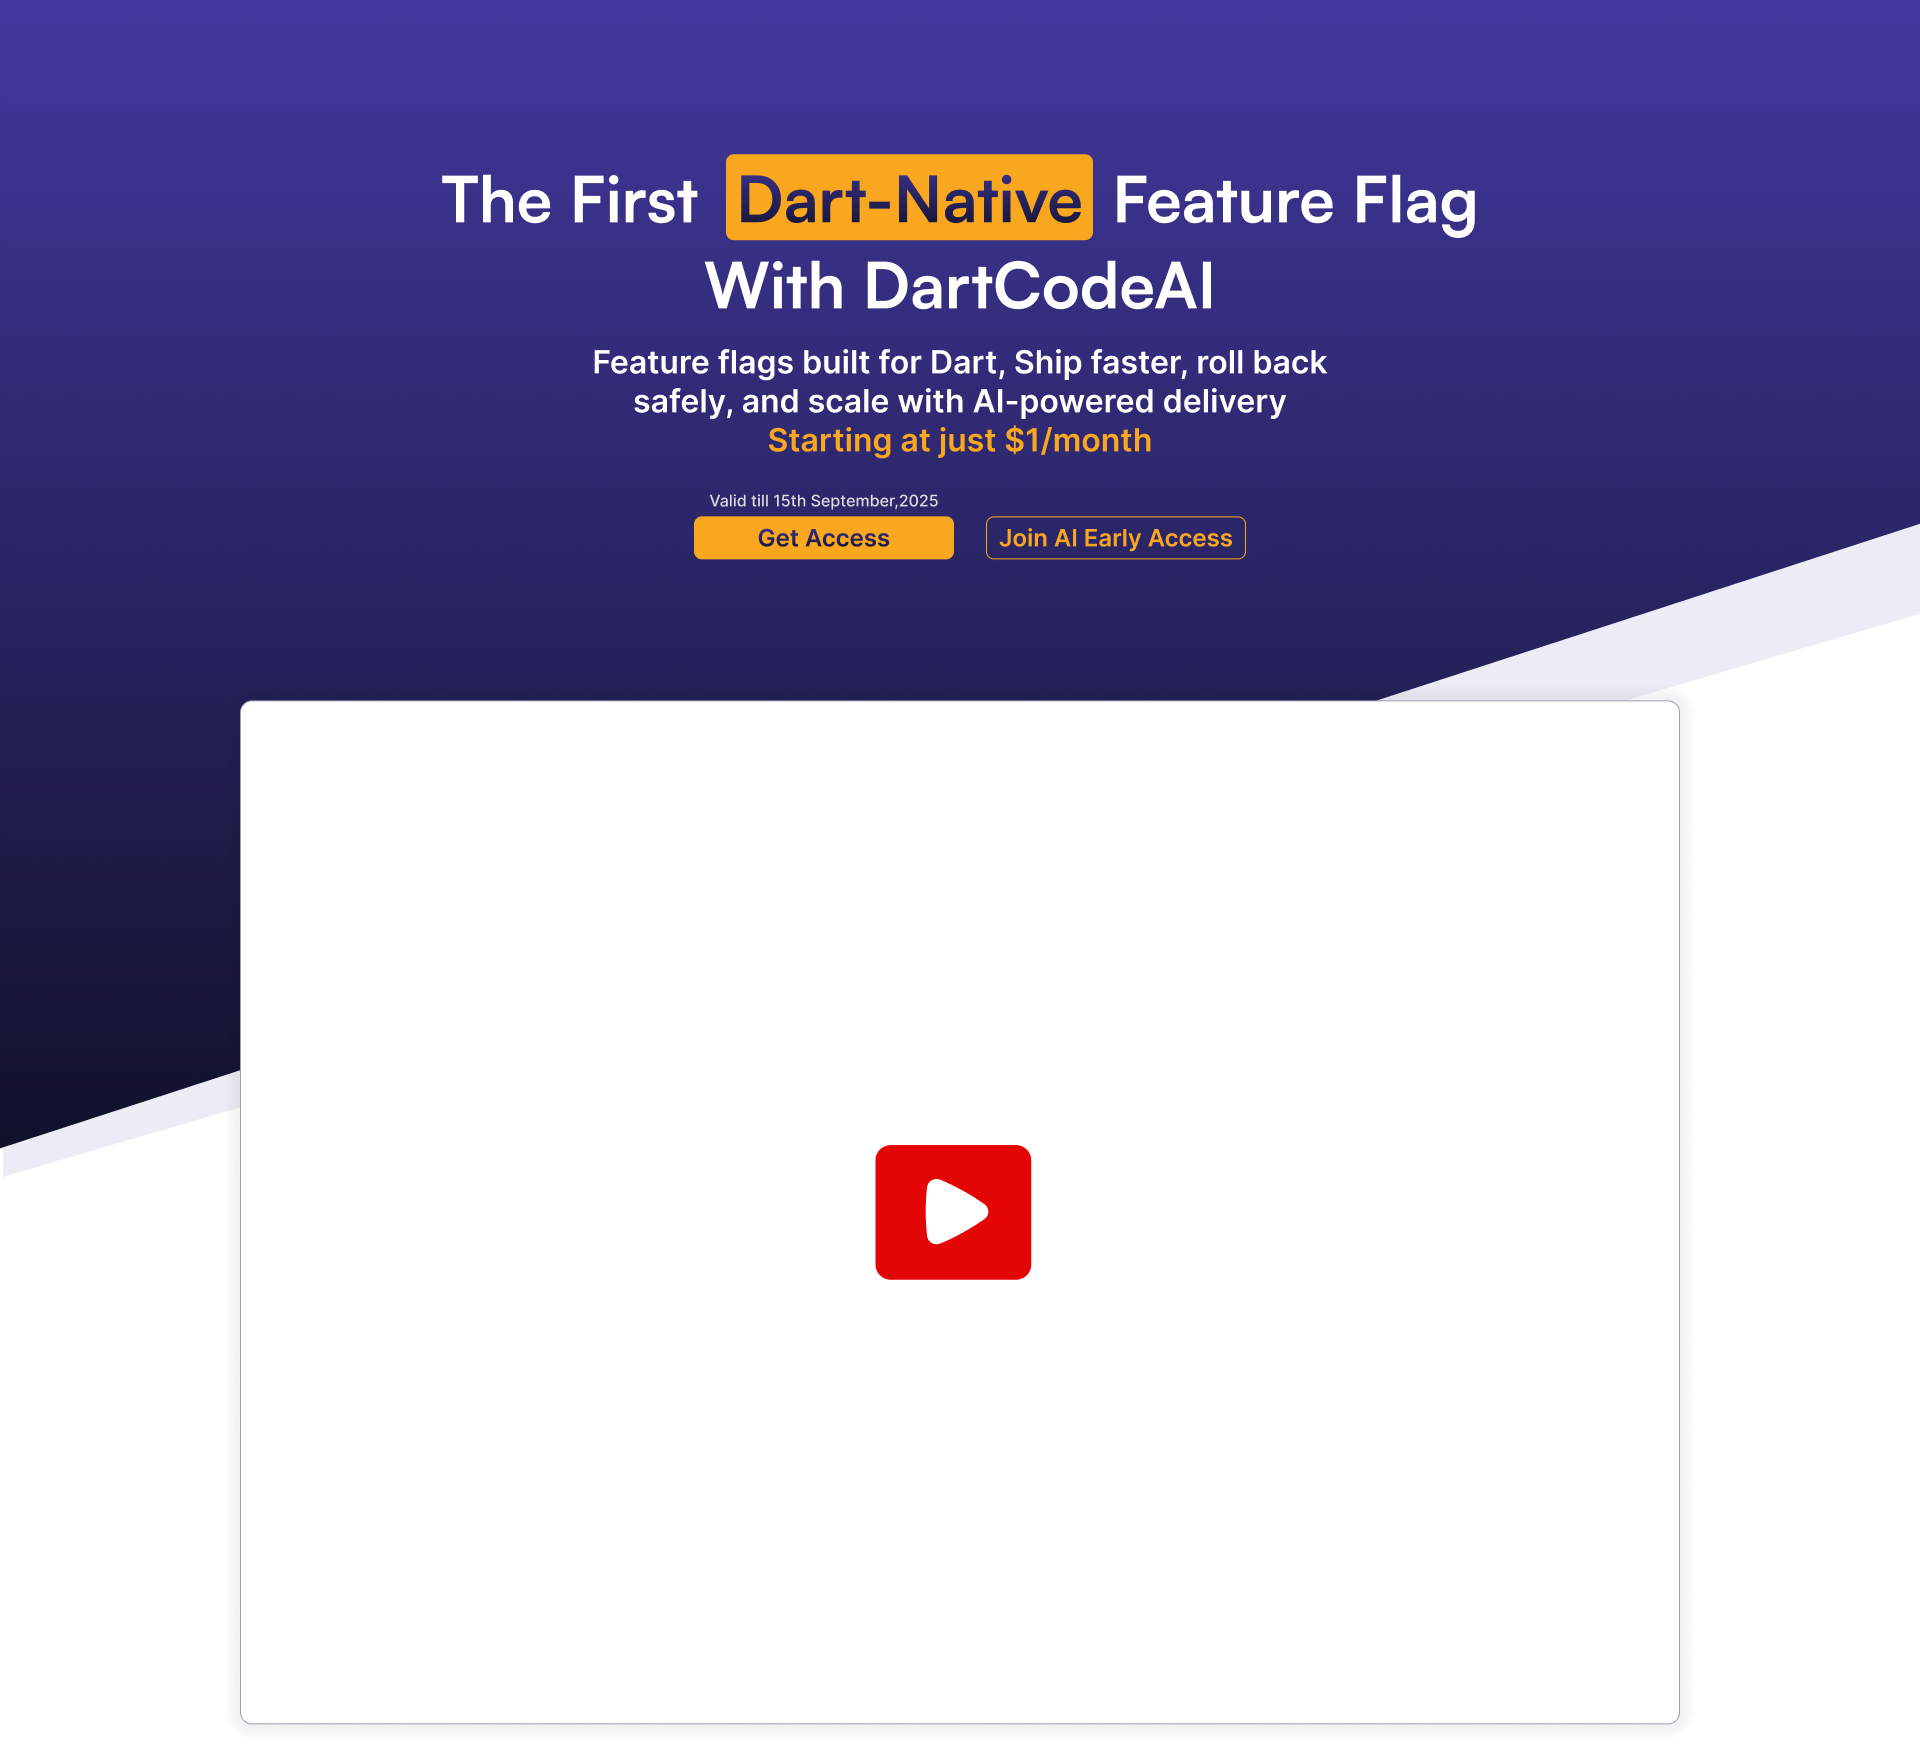 The First Dart-Native Feature Flag
With DartCodeAI
Feature flags built for Dart, Ship faster, roll back
safely, and scale with AI-powered delivery
Starting at just $1/month
Valid till 15th September,2025
Get Access
Join AI Early Access